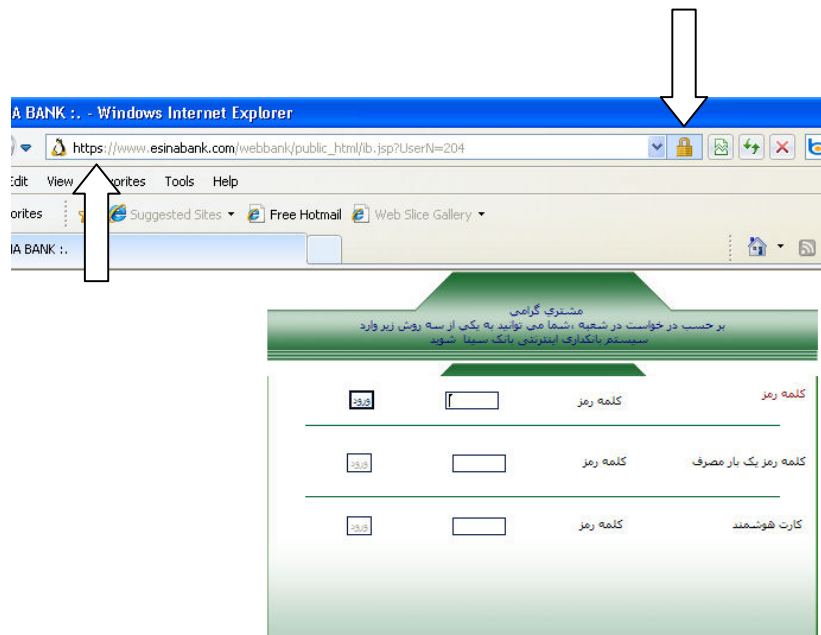 A BANK :. - Windows Internet Explorer
https://www.esinabank.com/webbank/public_html/ib.jsp?UserN=204
Edit View Tools Help
orites Suggested Sites Free Hotmail Web Slice Gallery
IA BANK :.
مشتري گرامی
بر حسب در خواست در شعبه ،شما می توانید به یکی از سه روش زیر وارد
سیستم بانکداری اینترنتی بانک سینا شوید
کلمه رمز کلمه رمز ورود
کلمه رمز یک بار مصرف کلمه رمز ورود
کارت هوشمند کلمه رمز ورود